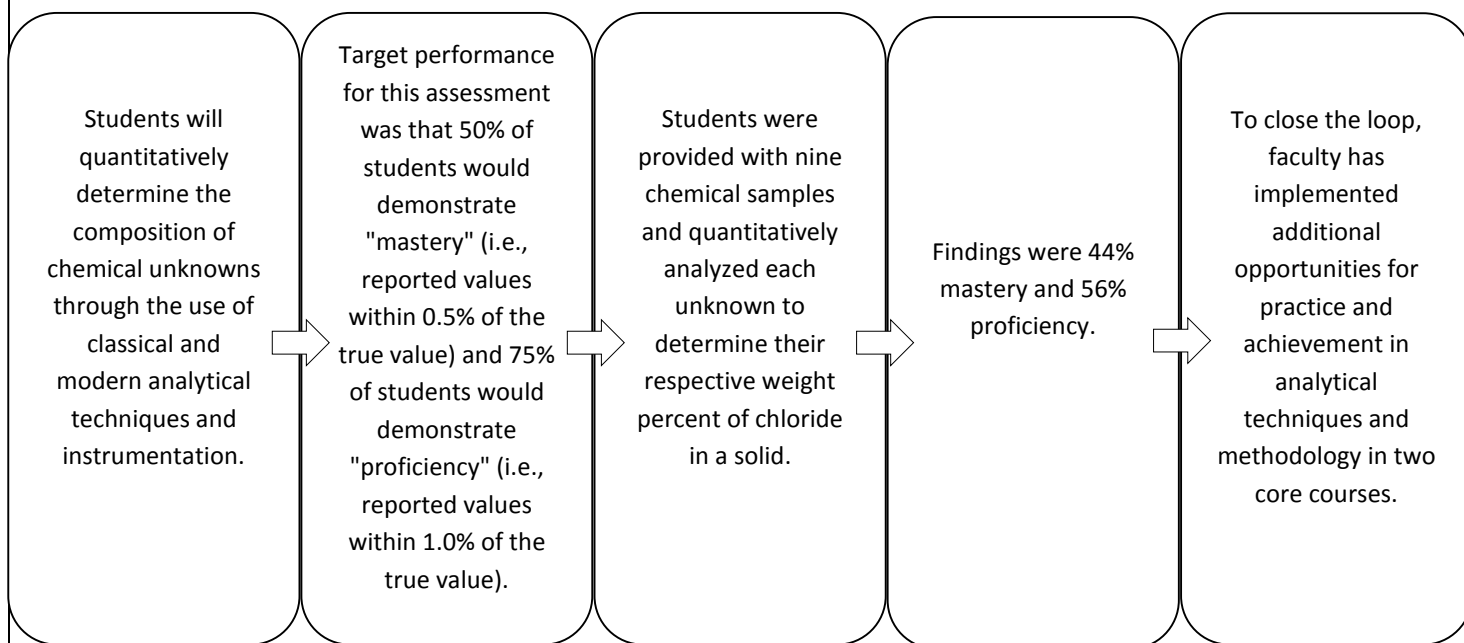 Students will
quantitatively
determine the
composition of
chemical unknowns
through the use of
classical and
modern analytical
techniques and
instrumentation.
Target performance
for this assessment
was that 50% of
students would
demonstrate
"mastery" (i.e.,
reported values
within 0.5% of the
true value) and 75%
of students would
demonstrate
"proficiency" (i.e.,
reported values
within 1.0% of the
true value).
Students were
provided with nine
chemical samples
and quantitatively
analyzed each
unknown to
determine their
respective weight
percent of chloride
in a solid.
Findings were 44%
mastery and 56%
proficiency.
To close the loop,
faculty has
implemented
additional
opportunities for
practice and
achievement in
analytical
techniques and
methodology in two
core courses.